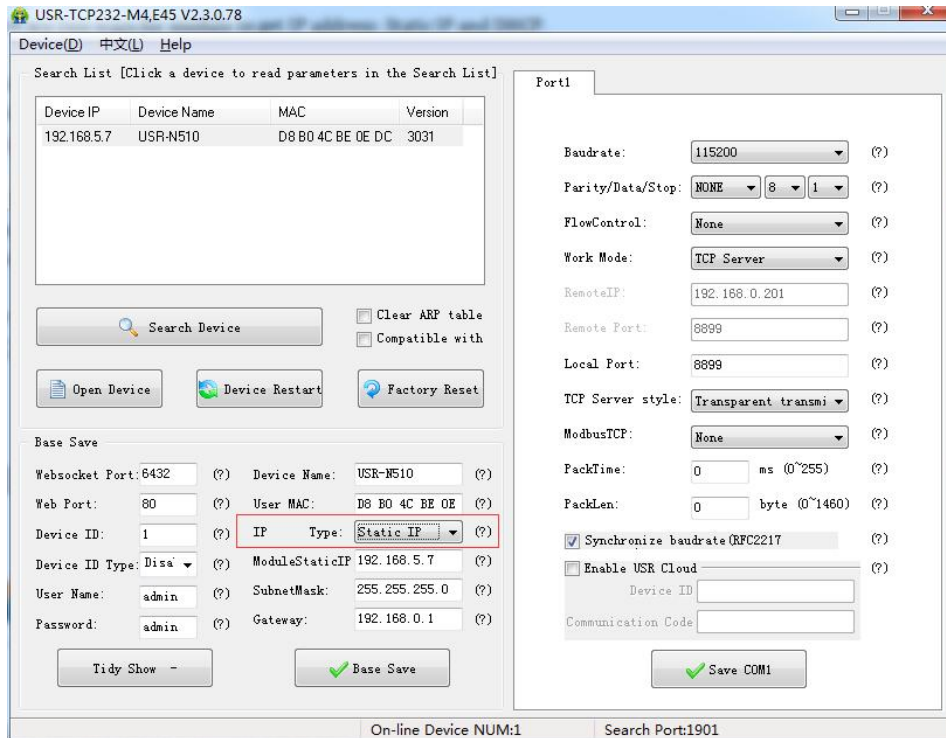 USR-TCP232-M4,E45 V2.3.0.78
Device(D) 中文(L) Help
Search List [Click a device to read parameters in the Search List]
Device IP Device Name MAC Version
192.168.5.7 USR-N510 D8 B0 4C BE 0E DC 3031
Search Device
Clear ARP table
Compatible with
Open Device
Device Restart
Factory Reset
Base Save
Websocket Port: 6432 (?) Device Name: USR-N510 (?)
Web Port: 80 (?) User MAC: D8 B0 4C BE 0E (?)
Device ID: 1 (?) IP Type: Static IP (?)
Device ID Type: Disa (?) ModuleStaticIP 192.168.5.7 (?)
User Name: admin (?) SubnetMask: 255.255.255.0 (?)
Password: admin (?) Gateway: 192.168.0.1 (?)
Tidy Show -
Base Save
Port1
Baudrate: 115200 (?)
Parity/Data/Stop: NONE 8 1 (?)
FlowControl: None (?)
Work Mode: TCP Server (?)
RemoteIP: 192.168.0.201 (?)
Remote Port: 8899 (?)
Local Port: 8899 (?)
TCP Server style: Transparent transmi (?)
ModbusTCP: None (?)
PackTime: 0 ms (0~255) (?)
PackLen: 0 byte (0~1460) (?)
Synchronize baudrate(RFC2217 (?)
Enable USR Cloud (?)
Device ID
Communication Code
Save COM1
On-line Device NUM:1 Search Port:1901